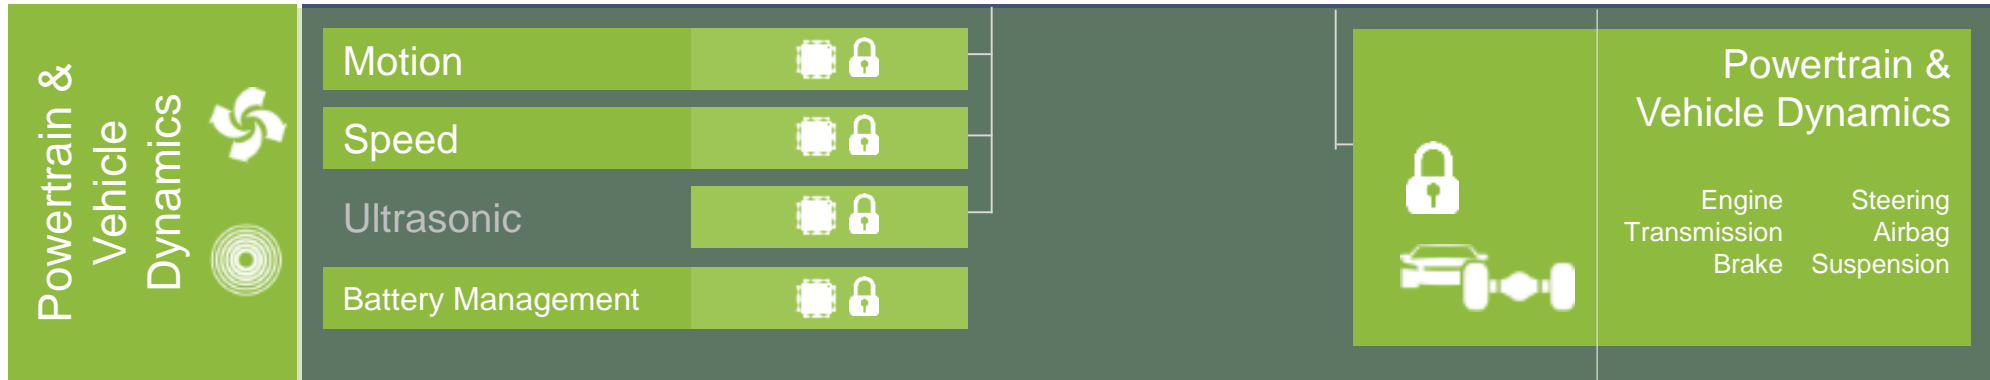 Powertrain &
Vehicle
Dynamics
Motion
Speed
Ultrasonic
Battery Management
Powertrain &
Vehicle Dynamics
Engine Steering
Transmission Airbag
Brake Suspension